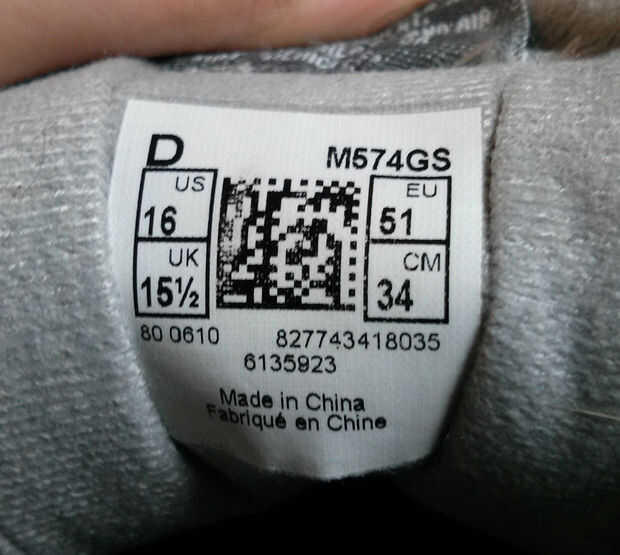 D M574GS
US
16
EU
51
UK
15½
CM
34
80 0610 827743418035
6135923
Made in China
Fabriqué en Chine